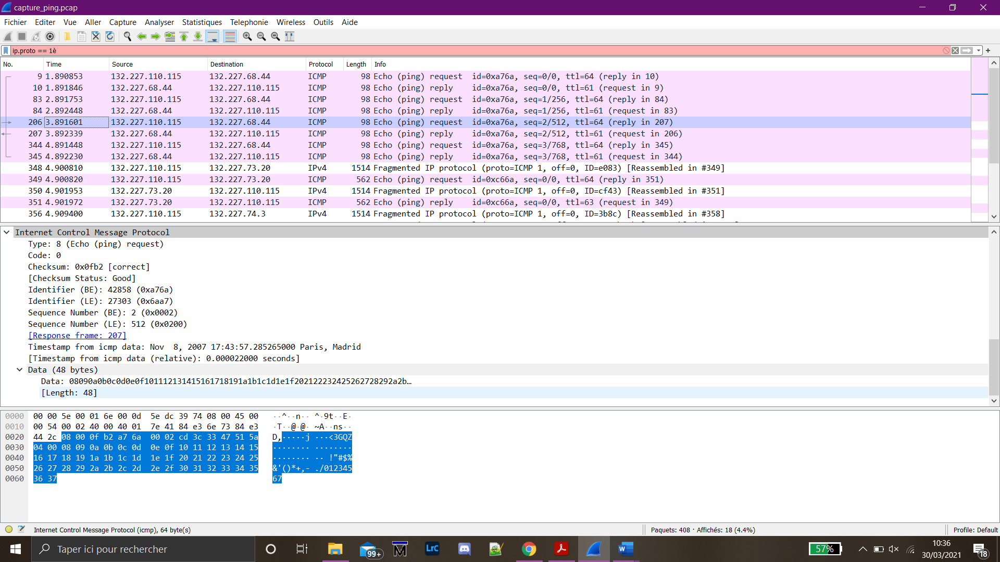 capture_ping.pcap
Fichier Editer Vue Aller Capture Analyser Statistiques Telephonie Wireless Outils Aide
ip.proto == 1è
No. Time Source Destination Protocol Length Info
9 1.890853 132.227.110.115 132.227.68.44 ICMP 98 Echo (ping) request id=0xa76a, seq=0/0, ttl=64 (reply in 10)
10 1.891846 132.227.68.44 132.227.110.115 ICMP 98 Echo (ping) reply id=0xa76a, seq=0/0, ttl=61 (request in 9)
83 2.891753 132.227.110.115 132.227.68.44 ICMP 98 Echo (ping) request id=0xa76a, seq=1/256, ttl=64 (reply in 84)
84 2.892448 132.227.68.44 132.227.110.115 ICMP 98 Echo (ping) reply id=0xa76a, seq=1/256, ttl=61 (request in 83)
206 3.891601 132.227.110.115 132.227.68.44 ICMP 98 Echo (ping) request id=0xa76a, seq=2/512, ttl=64 (reply in 207)
207 3.892339 132.227.68.44 132.227.110.115 ICMP 98 Echo (ping) reply id=0xa76a, seq=2/512, ttl=61 (request in 206)
344 4.891448 132.227.110.115 132.227.68.44 ICMP 98 Echo (ping) request id=0xa76a, seq=3/768, ttl=64 (reply in 345)
345 4.892230 132.227.68.44 132.227.110.115 ICMP 98 Echo (ping) reply id=0xa76a, seq=3/768, ttl=61 (request in 344)
348 4.900810 132.227.110.115 132.227.73.20 IPv4 1514 Fragmented IP protocol (proto=ICMP 1, off=0, ID=e083) [Reassembled in #349]
349 4.900820 132.227.110.115 132.227.73.20 ICMP 562 Echo (ping) request id=0xc66a, seq=0/0, ttl=64 (reply in 351)
350 4.901953 132.227.73.20 132.227.110.115 IPv4 1514 Fragmented IP protocol (proto=ICMP 1, off=0, ID=cf43) [Reassembled in #351]
351 4.901972 132.227.73.20 132.227.110.115 ICMP 562 Echo (ping) reply id=0xc66a, seq=0/0, ttl=63 (request in 349)
356 4.909400 132.227.110.115 132.227.74.3 IPv4 1514 Fragmented IP protocol (proto=ICMP 1, off=0, ID=3b8c) [Reassembled in #358]
Internet Control Message Protocol
Type: 8 (Echo (ping) request)
Code: 0
Checksum: 0x0fb2 [correct]
[Checksum Status: Good]
Identifier (BE): 42858 (0xa76a)
Identifier (LE): 27303 (0x6aa7)
Sequence Number (BE): 2 (0x0002)
Sequence Number (LE): 512 (0x0200)
[Response frame: 207]
Timestamp from icmp data: Nov  8, 2007 17:43:57.285265000 Paris, Madrid
[Timestamp from icmp data (relative): 0.000022000 seconds]
Data (48 bytes)
Data: 08090a0b0c0d0e0f101112131415161718191a1b1c1d1e1f202122232425262728292a2b…
[Length: 48]
0000 00 00 5e 00 01 6e 00 0d 5e dc 39 74 08 00 45 00 ··^··n·· ^·9t··E·
0010 00 54 00 02 40 00 40 01 7e 41 84 e3 6e 73 84 e3 ·T··@·@· ~A··ns··
0020 44 2c 08 00 0f b2 a7 6a 00 02 cd 3c 33 47 51 5a D,·····j ···<3GQZ
0030 04 00 08 09 0a 0b 0c 0d 0e 0f 10 11 12 13 14 15 ········ ········
0040 16 17 18 19 1a 1b 1c 1d 1e 1f 20 21 22 23 24 25 ········ ·· !"#$%
0050 26 27 28 29 2a 2b 2c 2d 2e 2f 30 31 32 33 34 35 &'()*+,- ./012345
0060 36 37 67
Internet Control Message Protocol (icmp), 64 byte(s) Paquets: 408 · Affichés: 18 (4.4%) Profile: Default
Taper ici pour rechercher 99+ M LrC W 57% 10:36
30/03/2021 18